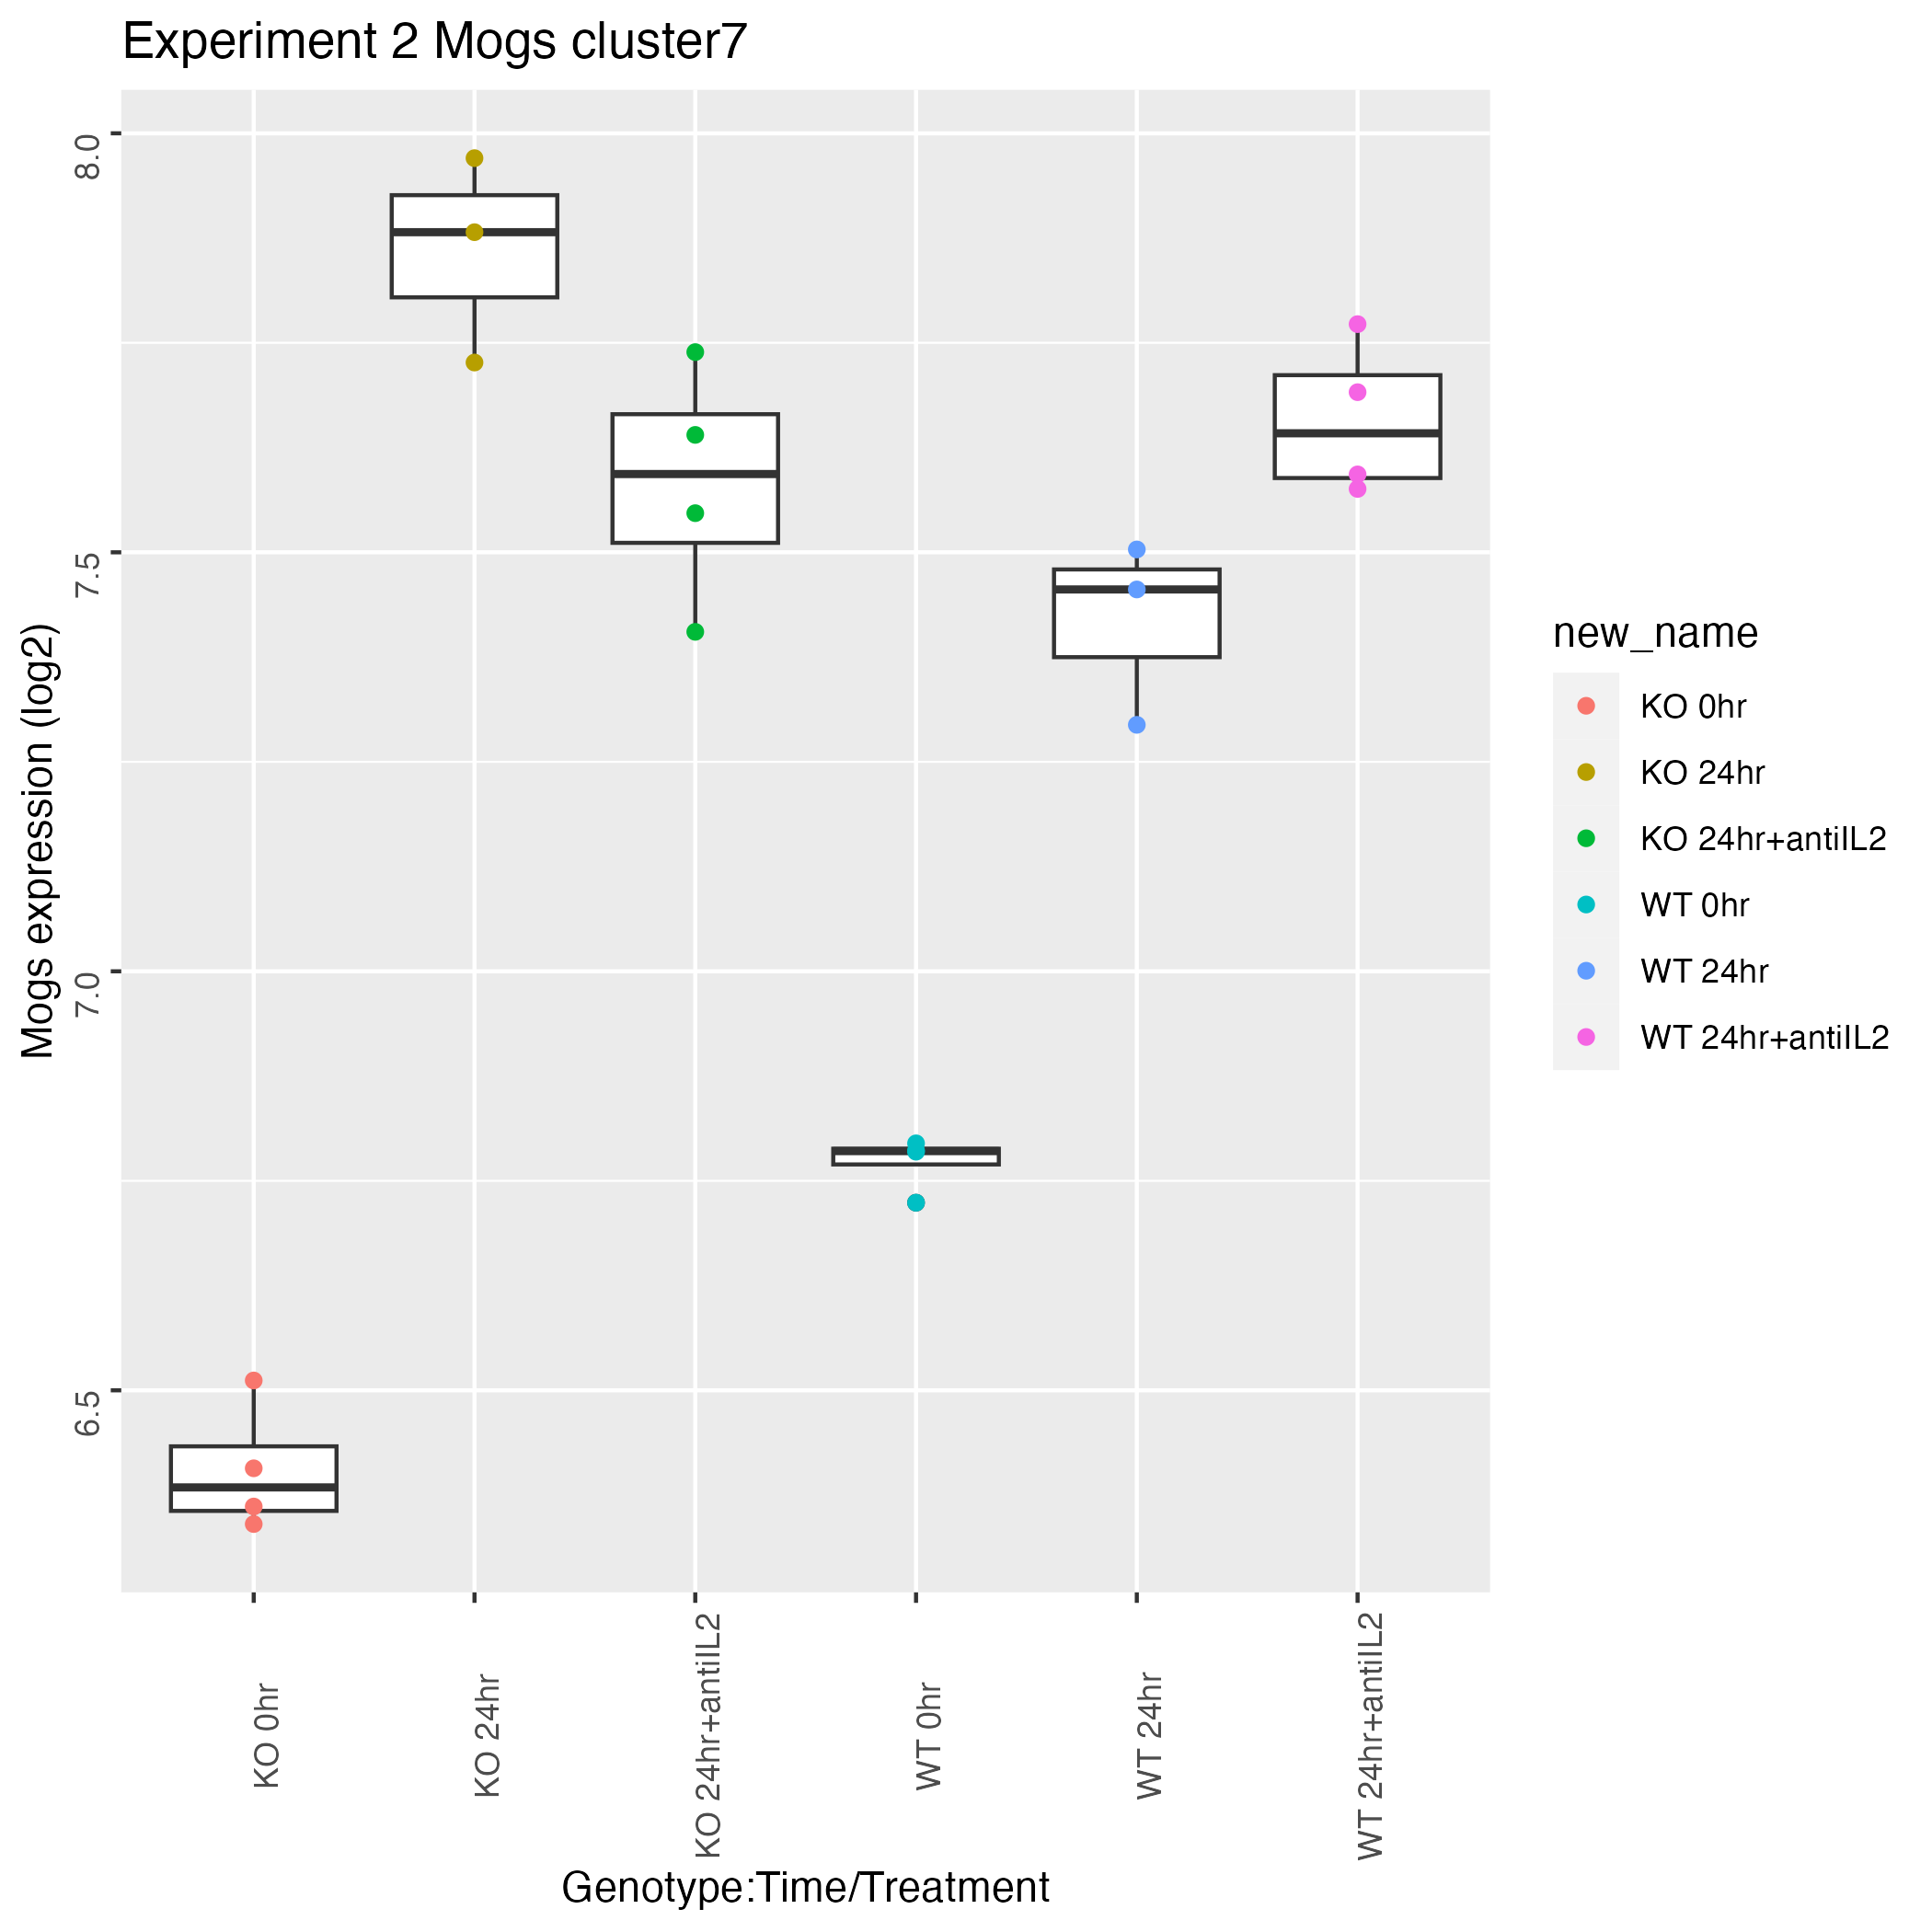 Experiment 2 Mogs cluster7
Mogs expression (log2)
8.0
7.5
7.0
6.5
KO 0hr
KO 24hr
KO 24hr+antiIL2
WT 0hr
WT 24hr
WT 24hr+antiIL2
Genotype:Time/Treatment
new_name
KO 0hr
KO 24hr
KO 24hr+antiIL2
WT 0hr
WT 24hr
WT 24hr+antiIL2